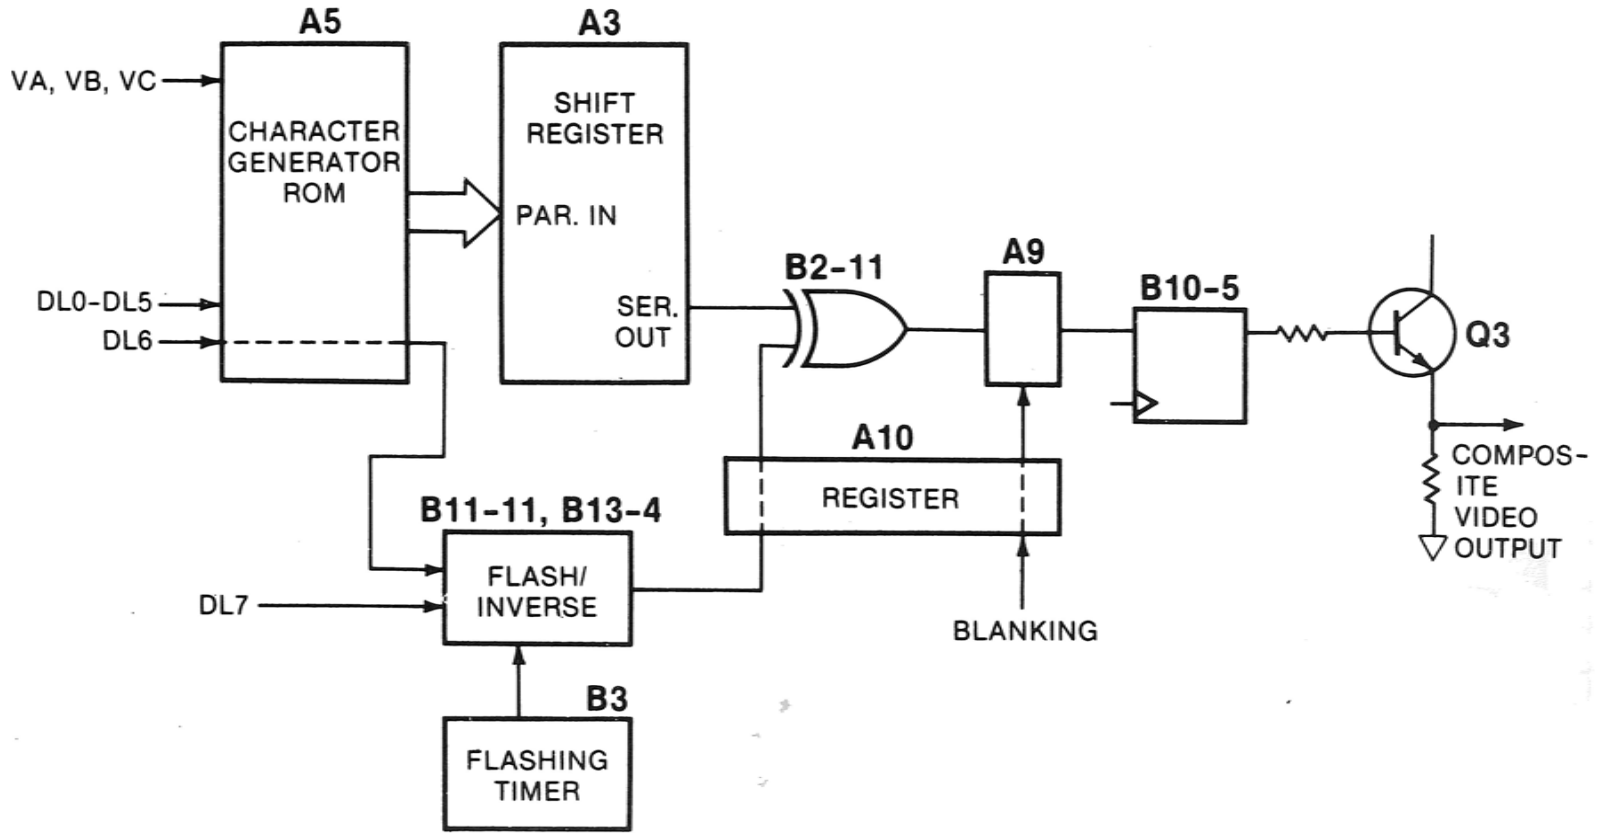 A5
A3
VA, VB, VC
CHARACTER
GENERATOR
ROM
SHIFT
REGISTER
PAR. IN
DL0-DL5
DL6
SER.
OUT
B2-11
A9
B10-5
Q3
A10
REGISTER
COMPOS-
ITE
VIDEO
OUTPUT
B11-11, B13-4
FLASH/
INVERSE
DL7
BLANKING
B3
FLASHING
TIMER